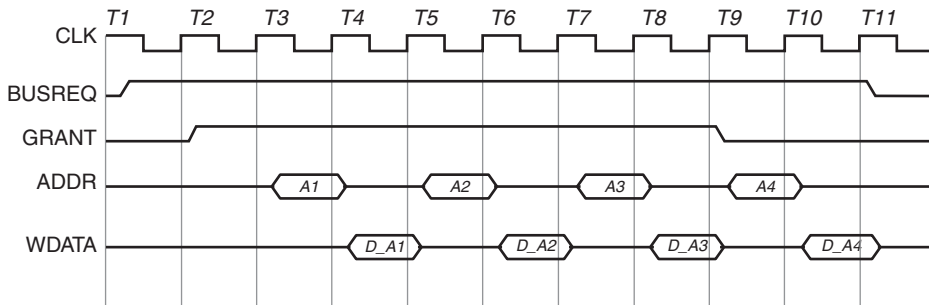 T1 T2 T3 T4 T5 T6 T7 T8 T9 T10 T11
CLK
BUSREQ
GRANT
ADDR A1 A2 A3 A4
WDATA D_A1 D_A2 D_A3 D_A4